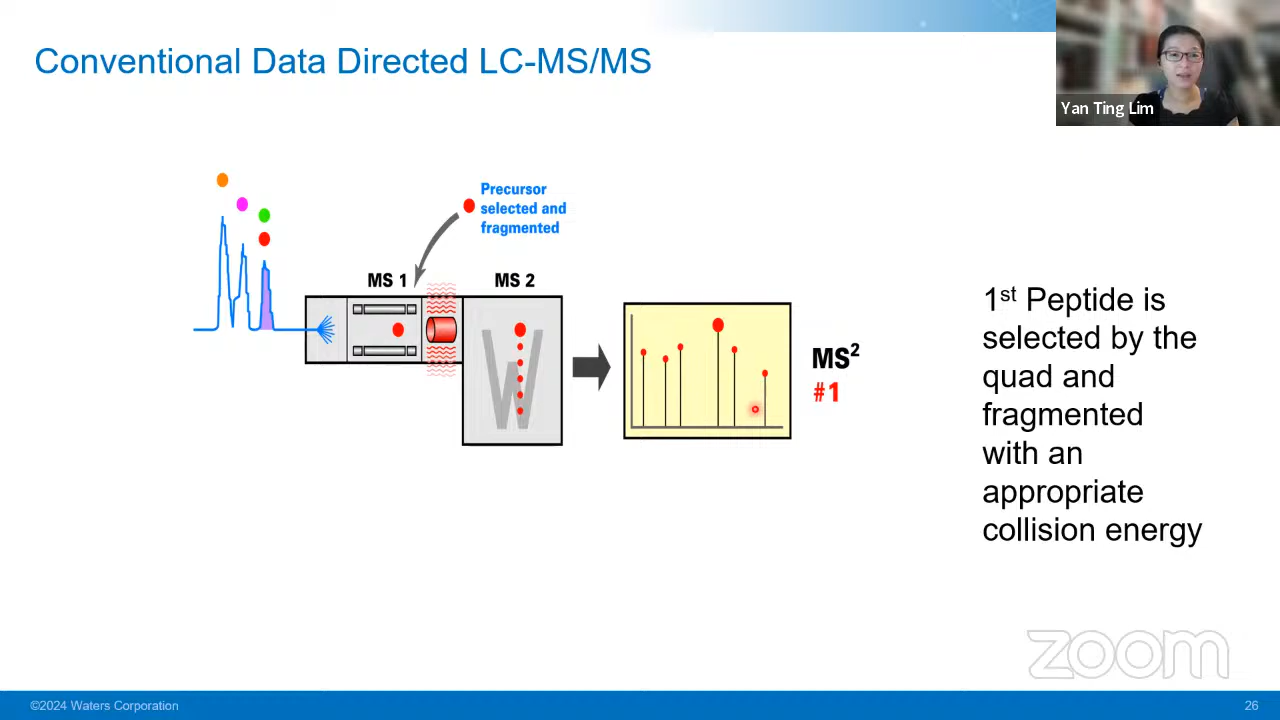 Conventional Data Directed LC-MS/MS
Yan Ting Lim
Precursor
selected and
fragmented
MS 1
MS 2
W
MS²
#1
1st Peptide is
selected by the
quad and
fragmented
with an
appropriate
collision energy
zoom
©2024 Waters Corporation
26